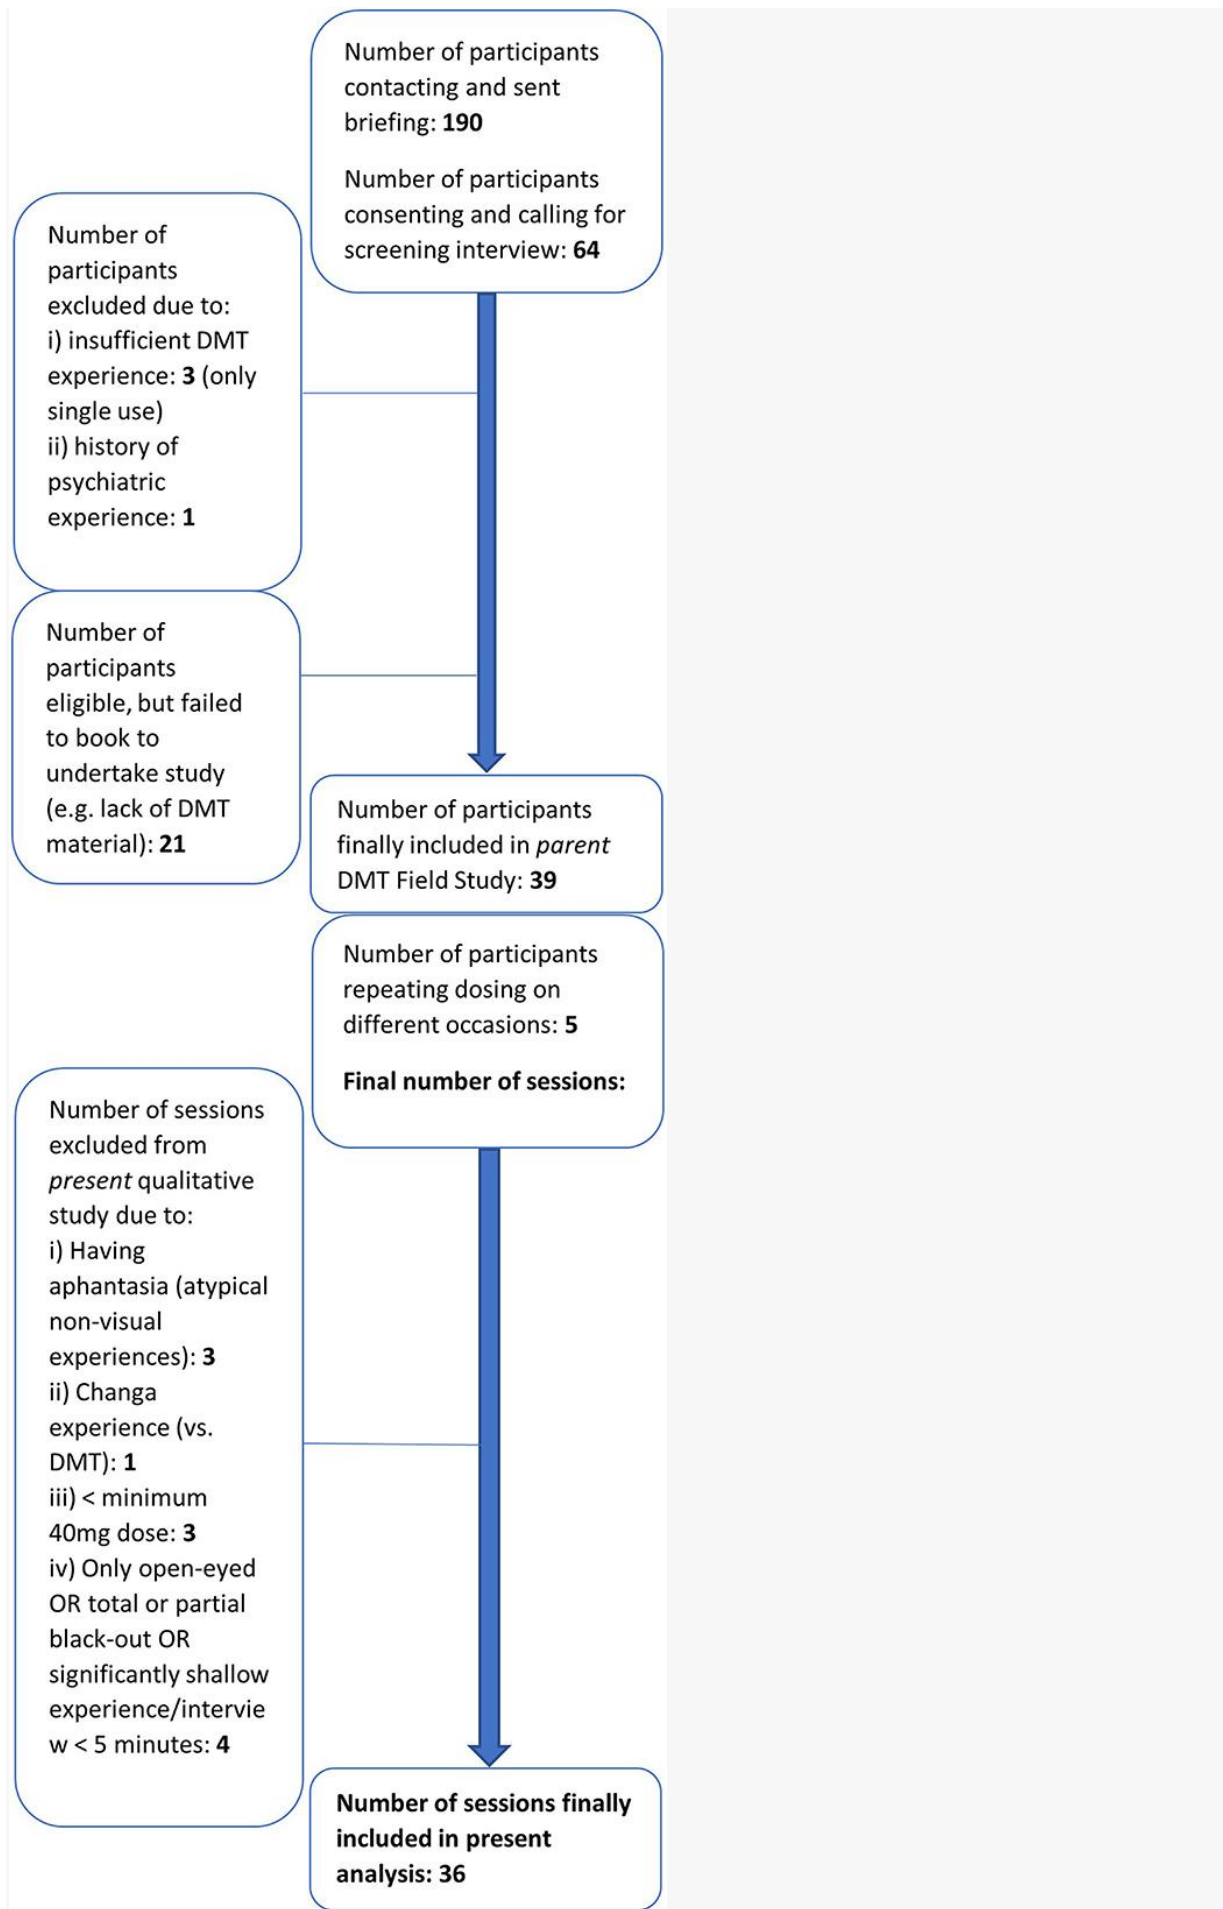 Number of participants
contacting and sent
briefing: 190
Number of participants
consenting and calling for
screening interview: 64
Number of
participants
excluded due to:
i) insufficient DMT
experience: 3 (only
single use)
ii) history of
psychiatric
experience: 1
Number of
participants
eligible, but failed
to book to
undertake study
(e.g. lack of DMT
material): 21
Number of participants
finally included in parent
DMT Field Study: 39
Number of participants
repeating dosing on
different occasions: 5
Final number of sessions:
Number of sessions
excluded from
present qualitative
study due to:
i) Having
aphantasia (atypical
non-visual
experiences): 3
ii) Changa
experience (vs.
DMT): 1
iii) < minimum
40mg dose: 3
iv) Only open-eyed
OR total or partial
black-out OR
significantly shallow
experience/intervie
w < 5 minutes: 4
Number of sessions finally
included in present
analysis: 36